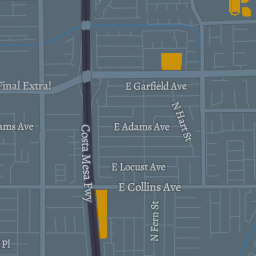 Final Extra!
E Garfield Ave
N Hart St
ams Ave
E Adams Ave
Costa Mesa Fwy
E Locust Ave
E Collins Ave
N Fern St
Pl